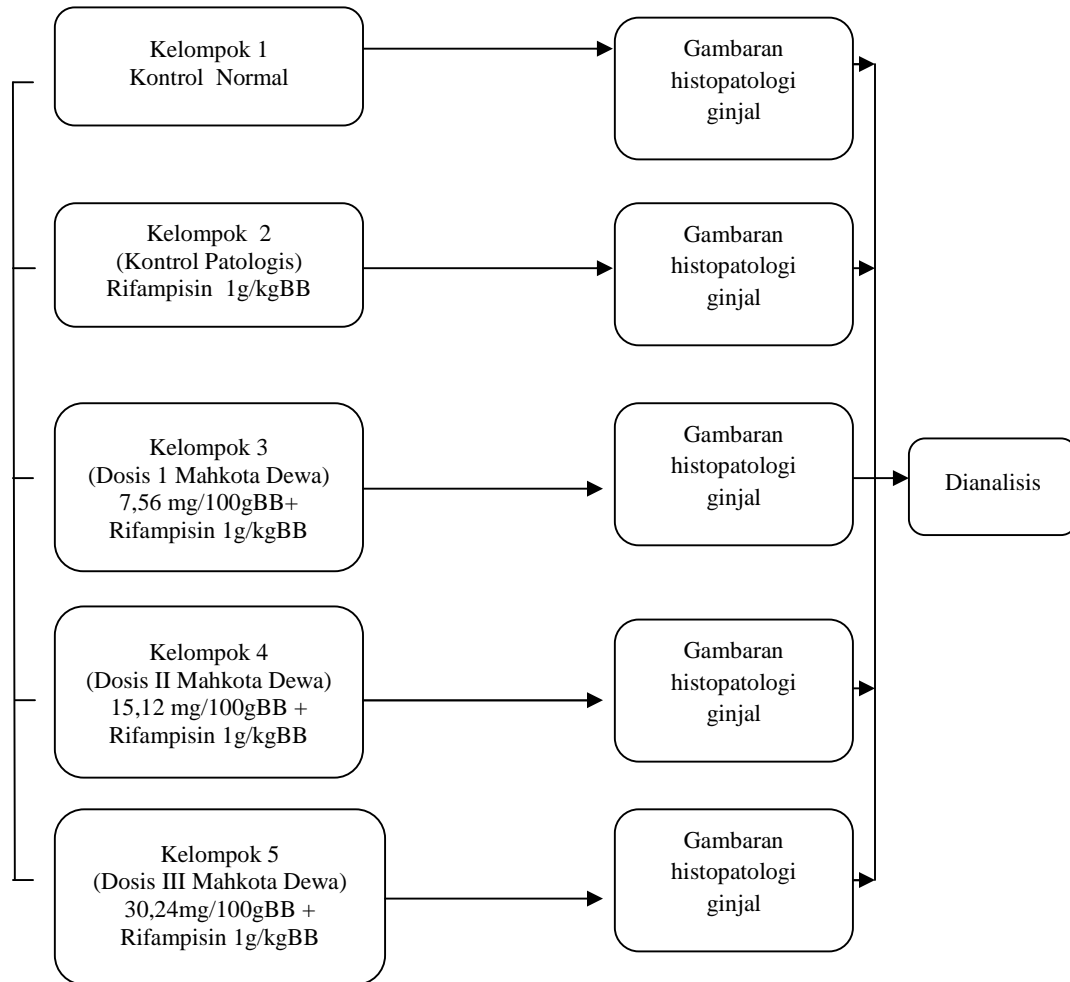 Kelompok 1
Kontrol Normal
Gambaran
histopatologi
ginjal
Kelompok 2
(Kontrol Patologis)
Rifampisin 1g/kgBB
Gambaran
histopatologi
ginjal
Kelompok 3
(Dosis 1 Mahkota Dewa)
7,56 mg/100gBB+
Rifampisin 1g/kgBB
Gambaran
histopatologi
ginjal
Dianalisis
Kelompok 4
(Dosis II Mahkota Dewa)
15,12 mg/100gBB +
Rifampisin 1g/kgBB
Gambaran
histopatologi
ginjal
Kelompok 5
(Dosis III Mahkota Dewa)
30,24mg/100gBB +
Rifampisin 1g/kgBB
Gambaran
histopatologi
ginjal